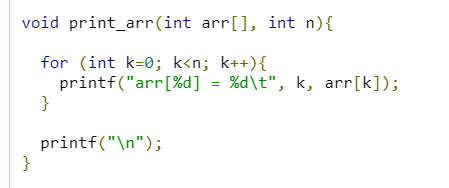 void print_arr(int arr[], int n){
for (int k=0; k<n; k++){
printf("arr[%d] = %d\t", k, arr[k]);
}
printf("\n");
}